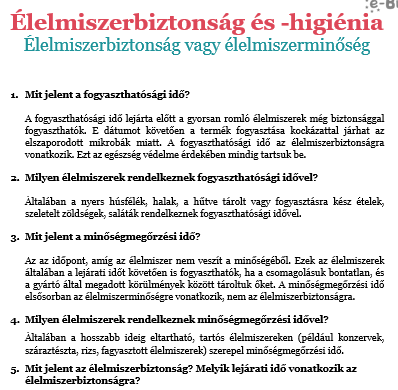 Élelmiszerbiztonság és -higiénia
Élelmiszerbiztonság vagy élelmiszerminőség
1. Mit jelent a fogyaszthatósági idő?
A fogyaszthatósági idő lejárta előtt a gyorsan romló élelmiszerek még biztonsággal
fogyaszthatók. E dátumot követően a termék fogyasztása kockázattal járhat az
elszaporodott mikrobák miatt. A fogyaszthatósági idő az élelmiszerbiztonságra
vonatkozik. Ezt az egészség védelme érdekében mindig tartsuk be.
2. Milyen élelmiszerek rendelkeznek fogyaszthatósági idővel?
Általában a nyers húsfélék, halak, a hűtve tárolt vagy fogyasztásra kész ételek,
szeletelt zöldségek, saláták rendelkeznek fogyaszthatósági idővel.
3. Mit jelent a minőségmegőrzési idő?
Az az időpont, amíg az élelmiszer nem veszít a minőségéből. Ezek az élelmiszerek
általában a lejárati időt követően is fogyaszthatók, ha a csomagolásuk bontatlan, és
a gyártó által megadott körülmények között tároltuk őket. A minőségmegőrzési idő
elsősorban az élelmiszerminőségre vonatkozik, nem az élelmiszerbiztonságra.
4. Milyen élelmiszerek rendelkeznek minőségmegőrzési idővel?
Általában a hosszabb ideig eltartható, tartós élelmiszereken (például konzervek,
száraztészta, rizs, fagyasztott élelmiszerek) szerepel minőségmegőrzési idő.
5. Mit jelent az élelmiszerbiztonság? Melyik lejárati idő vonatkozik az
élelmiszerbiztonságra?